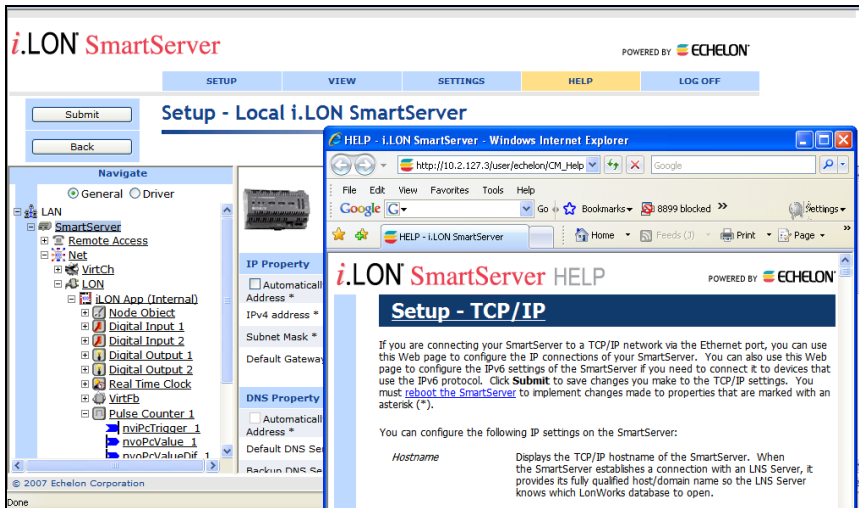 i.LON SmartServer
POWERED BY ECHELON
SETUP VIEW SETTINGS HELP LOG OFF
Submit
Back
Setup - Local i.LON SmartServer
Navigate
General Driver
LAN
SmartServer
Remote Access
Net
VirtCh
LON
iLON App (Internal)
Node Object
Digital Input 1
Digital Input 2
Digital Output 1
Digital Output 2
Real Time Clock
VirtFb
Pulse Counter 1
nviPcTrigger_1
nvoPcValue_1
nvoPcValueDif_1
© 2007 Echelon Corporation
Done
IP Property
Automaticall
Address *
IPv4 address *
Subnet Mask *
Default Gateway
DNS Property
Automaticall
Address *
Default DNS Ser
Backup DNS Se
HELP - i.LON SmartServer - Windows Internet Explorer
http://10.2.127.3/user/echelon/CM_Help
Google
File Edit View Favorites Tools Help
Google G Go Bookmarks 8899 blocked Settings
HELP - i.LON SmartServer Home Feeds (J) Print Page
i.LON SmartServer HELP
POWERED BY ECHELON
Setup - TCP/IP
If you are connecting your SmartServer to a TCP/IP network via the Ethernet port, you can use
this Web page to configure the IP connections of your SmartServer. You can also use this Web
page to configure the IPv6 settings of the SmartServer if you need to connect it to devices that
use the IPv6 protocol. Click Submit to save changes you make to the TCP/IP settings. You
must reboot the SmartServer to implement changes made to properties that are marked with an
asterisk (*).
You can configure the following IP settings on the SmartServer:
Hostname Displays the TCP/IP hostname of the SmartServer. When
the SmartServer establishes a connection with an LNS Server, it
provides its fully qualified host/domain name so the LNS Server
knows which LonWorks database to open.